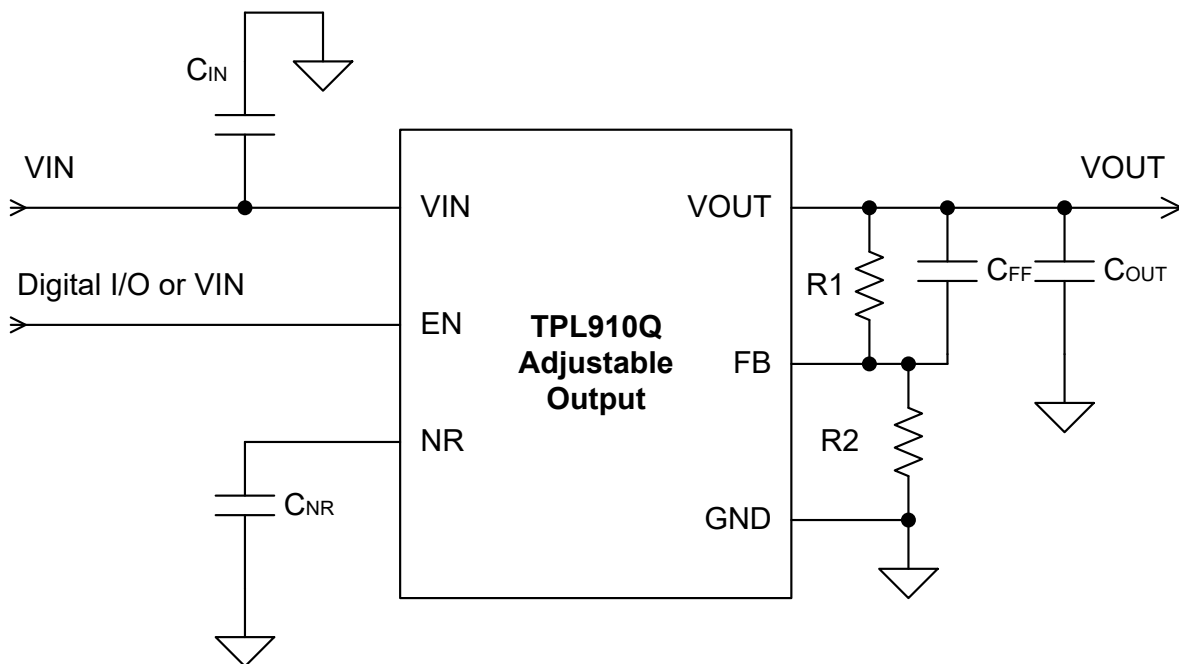 CIN
VIN
VOUT
VIN
VOUT
Digital I/O or VIN
R1
CFF
COUT
EN
TPL910Q
Adjustable
Output
FB
NR
R2
CNR
GND